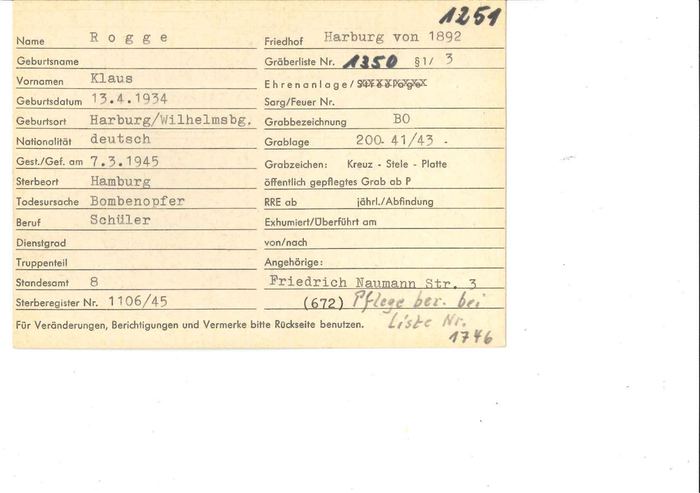 1251
Name R o g g e
Friedhof Harburg von 1892
Geburtsname
Gräberliste Nr. 1350 §1/ 3
Vornamen Klaus
Ehrenanlage/
Geburtsdatum 13.4.1934
Sarg/Feuer Nr.
Geburtsort Harburg/Wilhelmsbg.
Grabbezeichnung BO
Nationalität deutsch
Grablage 200- 41/43 -
Gest./Gef. am 7.3.1945
Grabzeichen: Kreuz - Stele - Platte
Sterbeort Hamburg
öffentlich gepflegtes Grab ab P
Todesursache Bombenopfer
RRE ab jährl./Abfindung
Beruf Schüler
Exhumiert/Überführt am
Dienstgrad
von/nach
Truppenteil
Angehörige:
Standesamt 8
Friedrich Naumann Str. 3
Sterberegister Nr. 1106/45
(672) Pflege ber. bei
Für Veränderungen, Berichtigungen und Vermerke bitte Rückseite benutzen.
Liste Nr.
1746